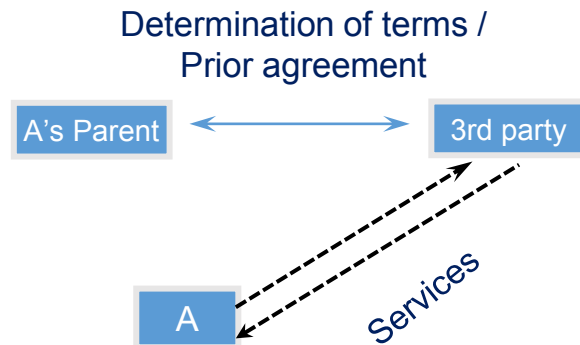 Determination of terms /
Prior agreement
A's Parent
3rd party
Services
A